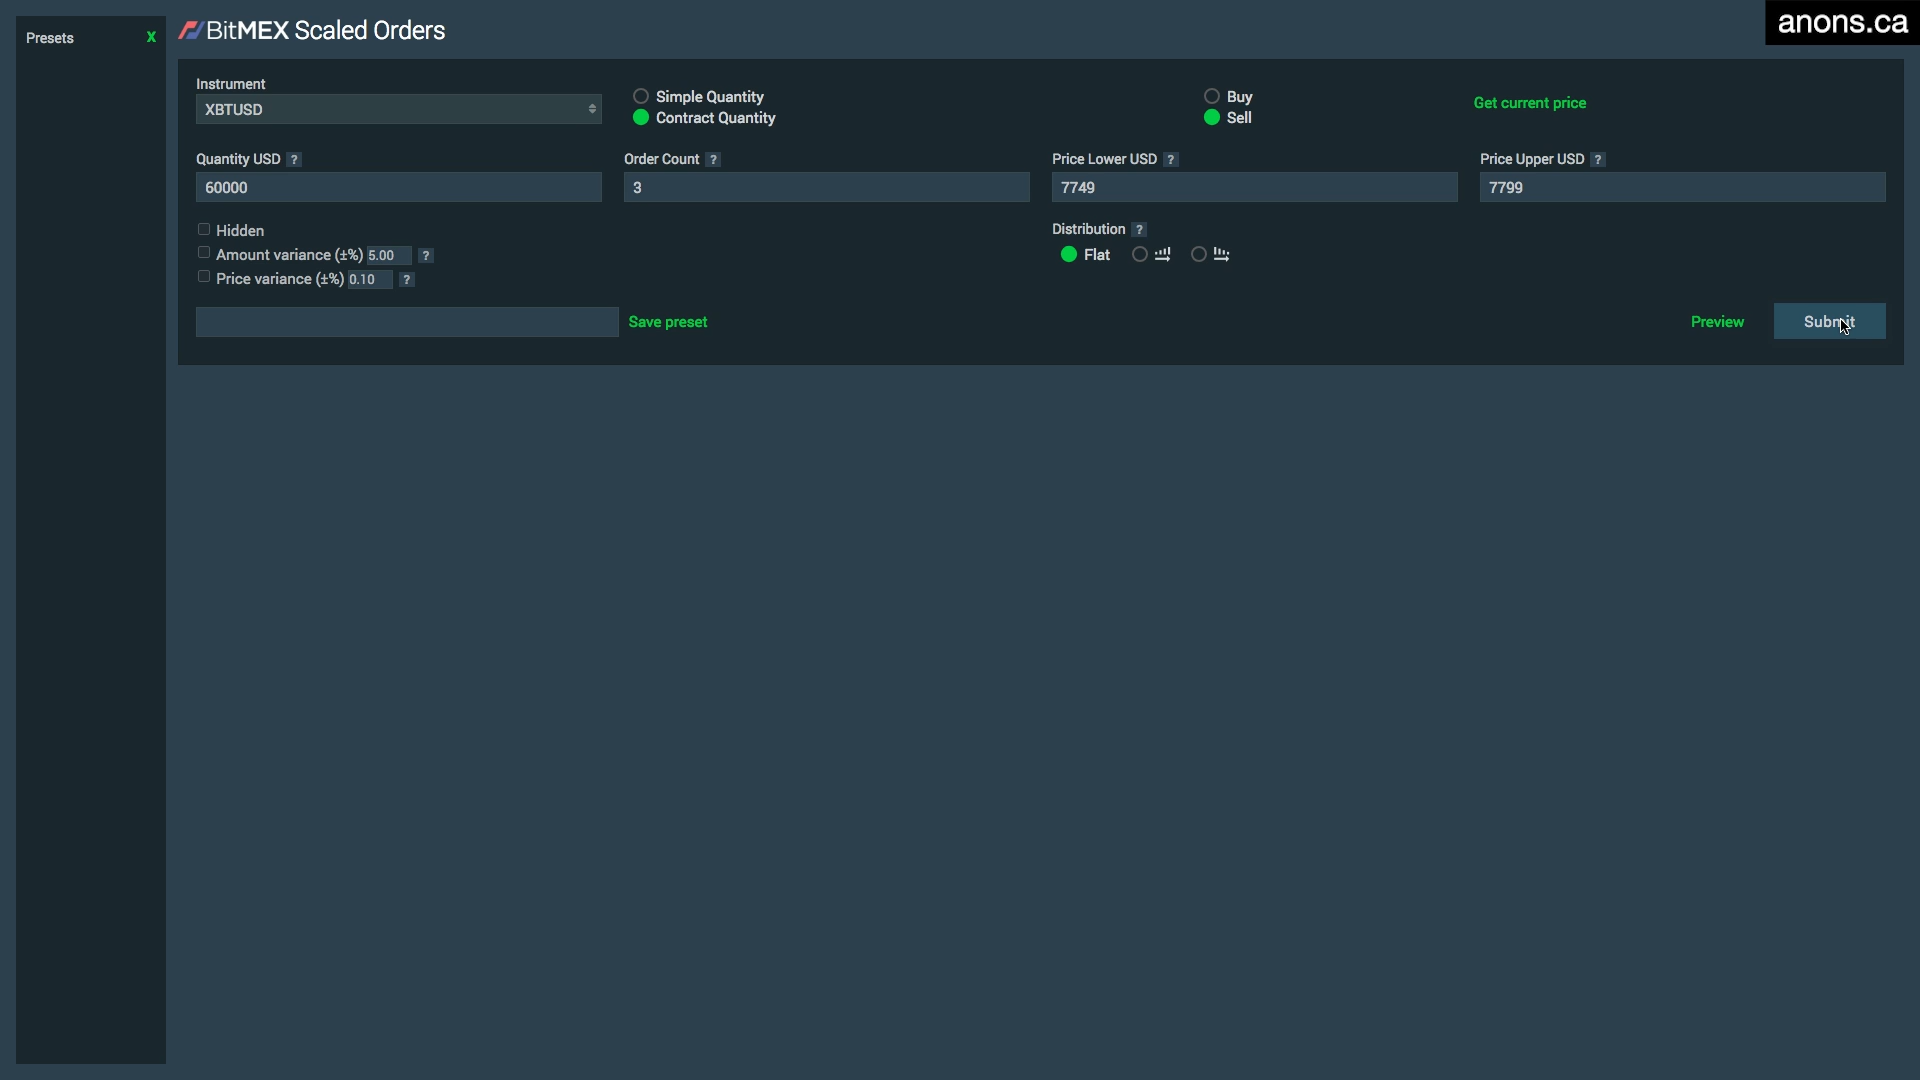 Presets
X
BitMEX Scaled Orders
anons.ca
Instrument
XBTUSD
Simple Quantity
Contract Quantity
Buy
Sell
Get current price
Quantity USD ?
Order Count ?
Price Lower USD ?
Price Upper USD ?
60000
3
7749
7799
Hidden
Amount variance (±%) 5.00 ?
Price variance (±%) 0.10 ?
Distribution ?
Flat
Save preset
Preview
Submit